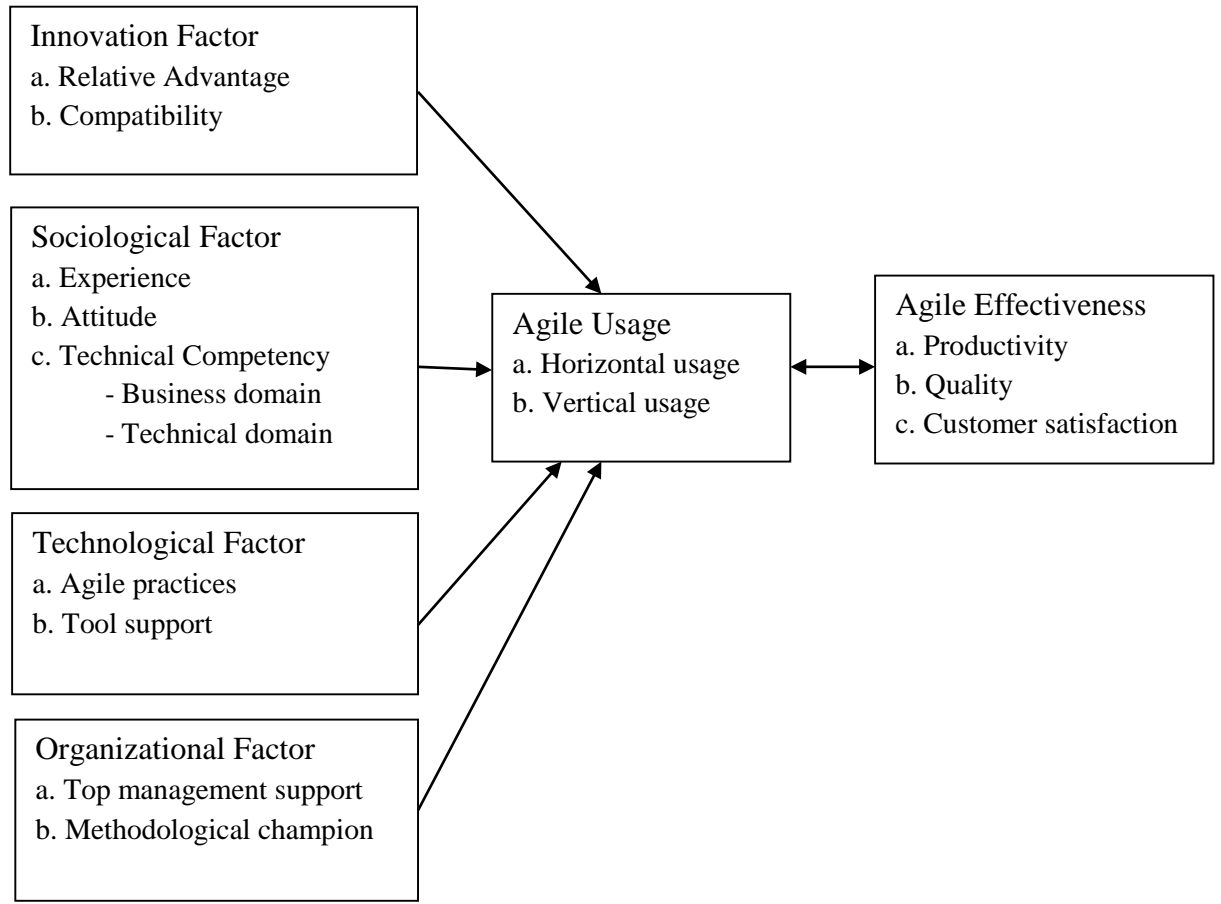 Innovation Factor
a. Relative Advantage
b. Compatibility
Sociological Factor
a. Experience
b. Attitude
c. Technical Competency
- Business domain
- Technical domain
Technological Factor
a. Agile practices
b. Tool support
Organizational Factor
a. Top management support
b. Methodological champion
Agile Usage
a. Horizontal usage
b. Vertical usage
Agile Effectiveness
a. Productivity
b. Quality
c. Customer satisfaction